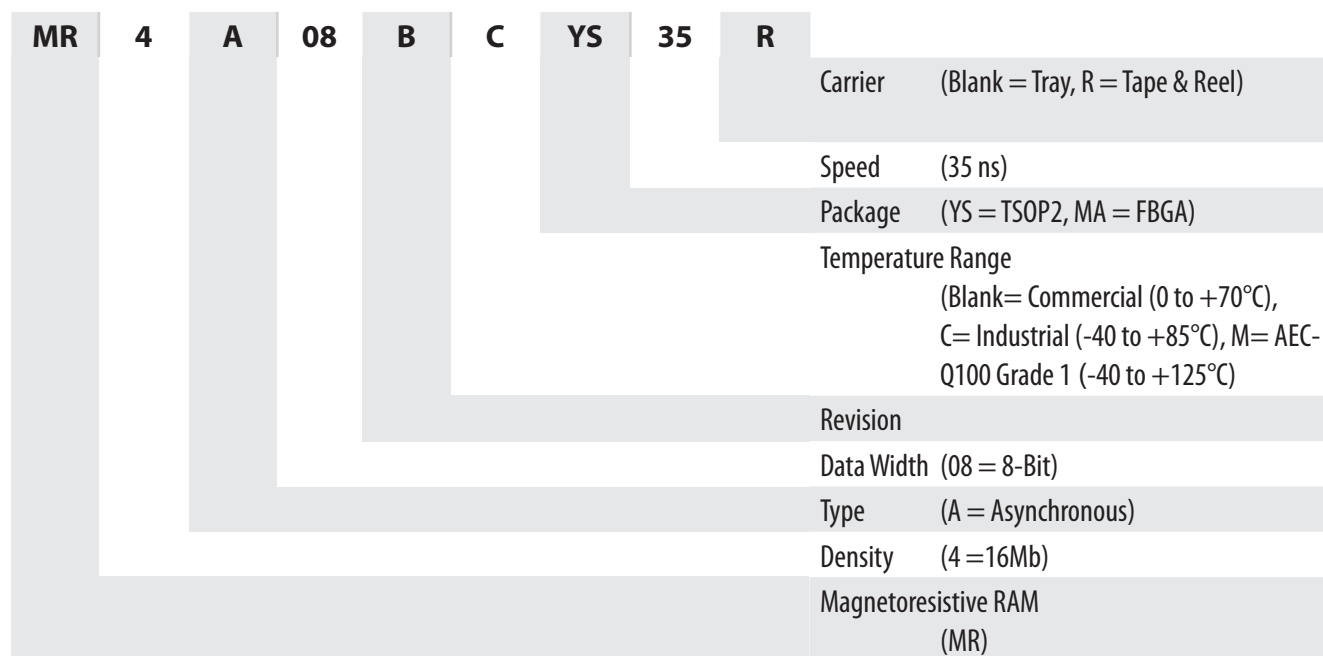 MR 4 A 08 B C YS 35 R
Carrier (Blank = Tray, R = Tape & Reel)
Speed (35 ns)
Package (YS = TSOP2, MA = FBGA)
Temperature Range
(Blank= Commercial (0 to +70°C),
C= Industrial (-40 to +85°C), M= AEC-
Q100 Grade 1 (-40 to +125°C)
Revision
Data Width (08 = 8-Bit)
Type (A = Asynchronous)
Density (4 =16Mb)
Magnetoresistive RAM
(MR)